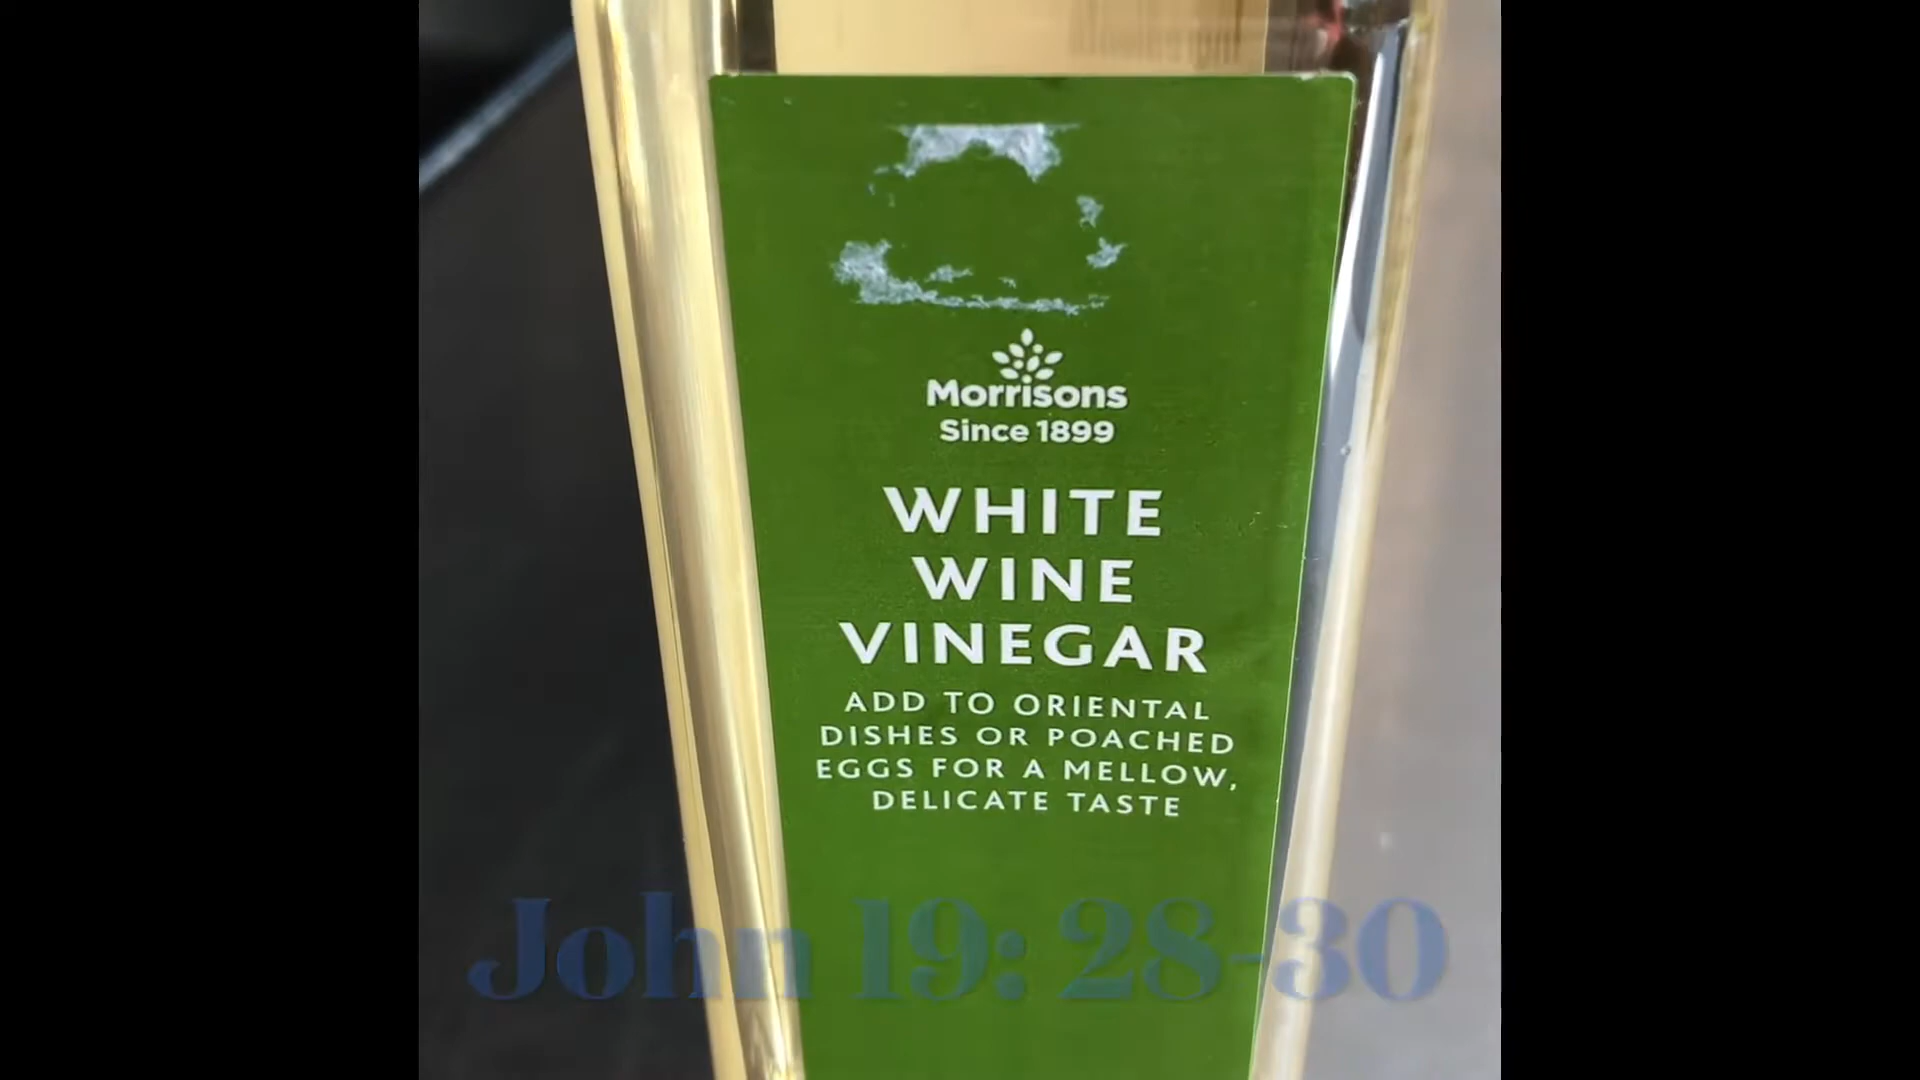 Morrisons
Since 1899
WHITE
WINE
VINEGAR
ADD TO ORIENTAL
DISHES OR POACHED
EGGS FOR A MELLOW,
DELICATE TASTE
John 19: 28-30